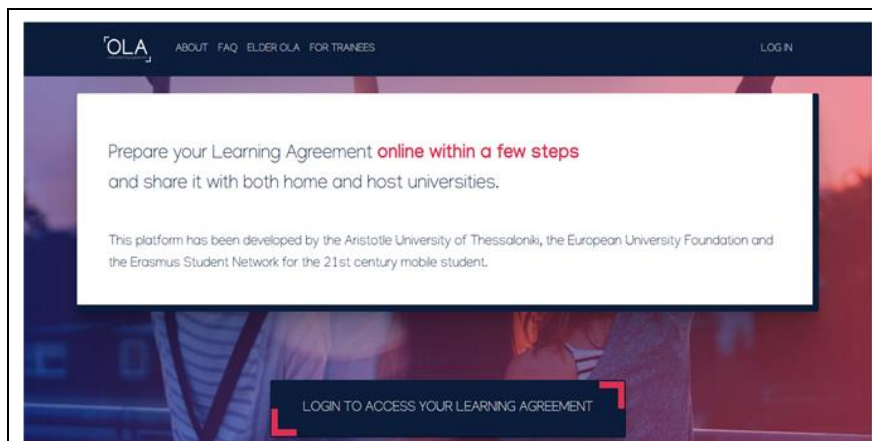 OLA
ABOUT FAQ ELDER OLA FOR TRAINEES
LOG IN
Prepare your Learning Agreement online within a few steps
and share it with both home and host universities.
This platform has been developed by the Aristotle University of Thessaloniki, the European University Foundation and
the Erasmus Student Network for the 21st century mobile student.
LOGIN TO ACCESS YOUR LEARNING AGREEMENT